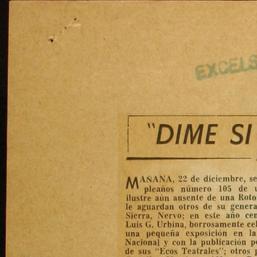 EXCELS
"DIME SI
MAÑANA, 22 de diciembre, se
pleaños número 105 de u
ilustre aún ausente de una Roto
le aguardan otros de su genera
Sierra, Nervo; en este año cen
Luis G. Urbina, borrosamente cel
una pequeña exposición en la
Nacional y con la publicación p
de sus "Ecos Teatrales"; otros p